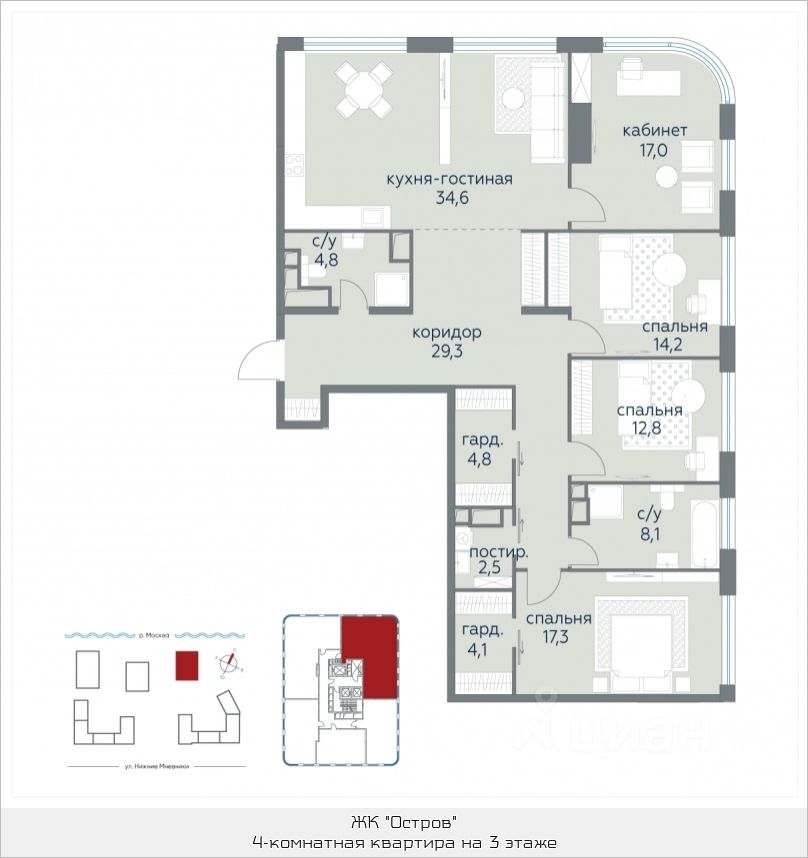 кабинет
17,0
кухня-гостиная
34,6
с/у
4,8
коридор
29,3
спальня
14,2
спальня
12,8
гард.
4,8
с/у
8,1
постир.
2,5
спальня
17,3
гард.
4,1
р. Москва
ул. Нижние Мневники
циан
ЖК "Остров"
4-комнатная квартира на 3 этаже